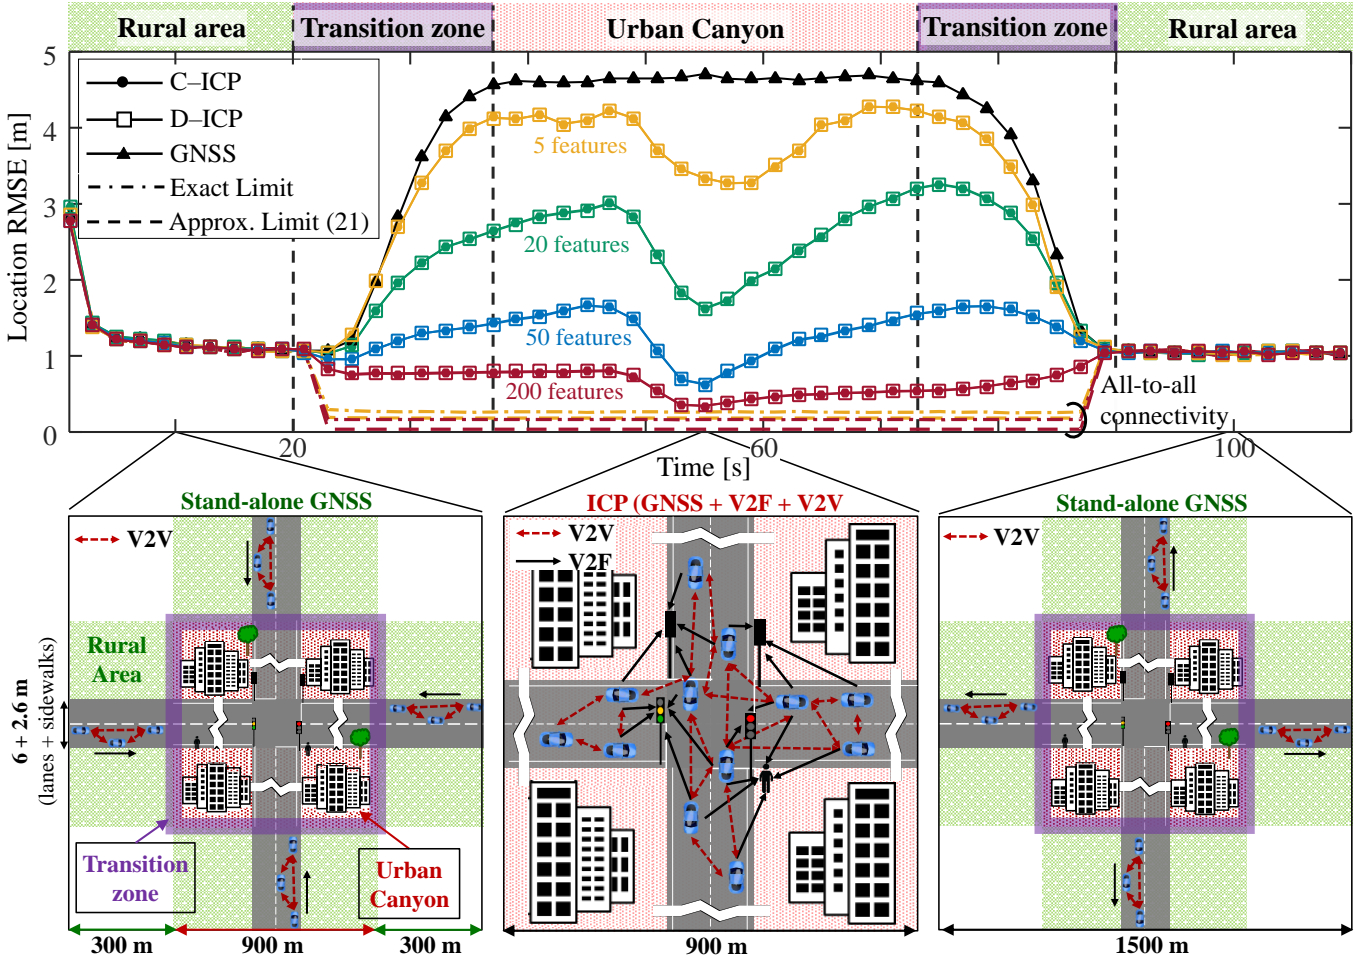 Rural area
Transition zone
Urban Canyon
Transition zone
Rural area
5
4
3
2
1
0
Location RMSE [m]
C–ICP
D–ICP
GNSS
Exact Limit
Approx. Limit (21)
5 features
20 features
50 features
200 features
All-to-all
connectivity
20
60
100
Time [s]
Stand-alone GNSS
ICP (GNSS + V2F + V2V
Stand-alone GNSS
V2V
V2V
V2F
V2V
Rural
Area
6 + 2.6 m
(lanes + sidewalks)
Transition
zone
Urban
Canyon
300 m
900 m
300 m
900 m
1500 m